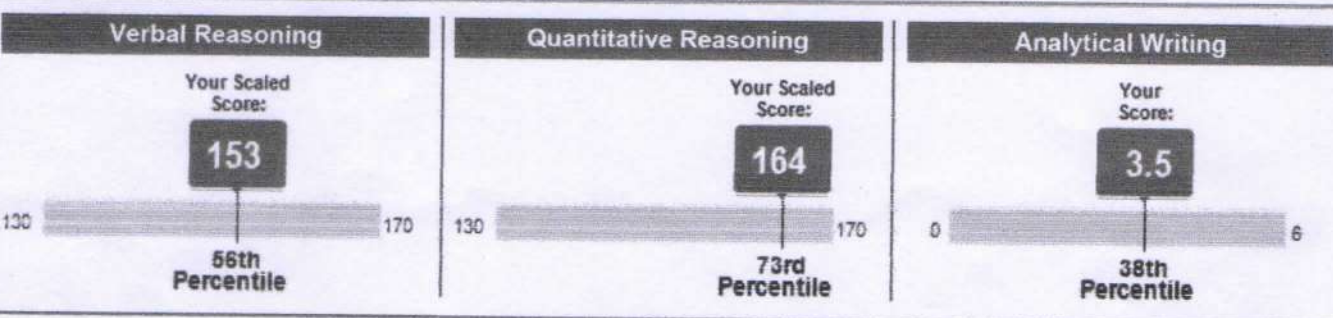 Verbal Reasoning
Your Scaled
Score:
153
130
170
56th
Percentile
Quantitative Reasoning
Your Scaled
Score:
164
130
170
73rd
Percentile
Analytical Writing
Your
Score:
3.5
0
6
38th
Percentile